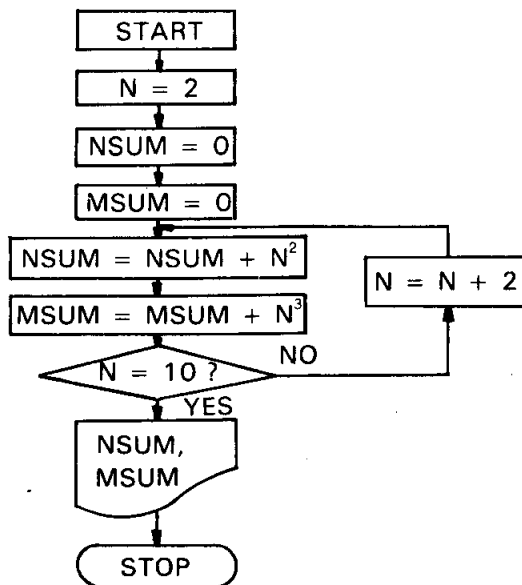 START
N = 2
NSUM = 0
MSUM = 0
NSUM = NSUM + N²
N = N + 2
MSUM = MSUM + N³
N = 10 ?
NO
YES
NSUM,
MSUM
STOP